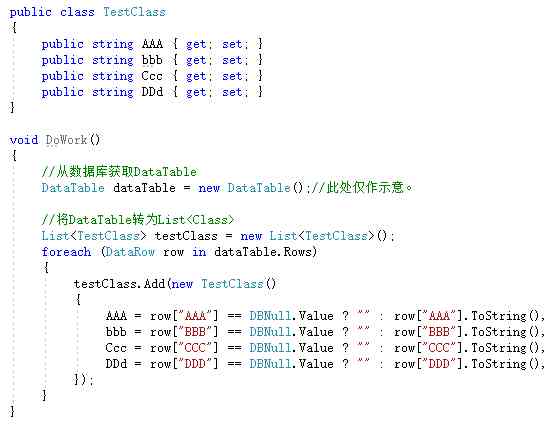 public class TestClass
{
    public string AAA { get; set; }
    public string bbb { get; set; }
    public string Ccc { get; set; }
    public string DDd { get; set; }
}
void DoWork()
{
    //从数据库获取DataTable
    DataTable dataTable = new DataTable();//此处仅作示意。
    //将DataTable转为List<Class>
    List<TestClass> testClass = new List<TestClass>();
    foreach (DataRow row in dataTable.Rows)
    {
        testClass.Add(new TestClass()
        {
            AAA = row["AAA"] == DBNull.Value ? "" : row["AAA"].ToString(),
            bbb = row["BBB"] == DBNull.Value ? "" : row["BBB"].ToString(),
            Ccc = row["CCC"] == DBNull.Value ? "" : row["CCC"].ToString(),
            DDd = row["DDD"] == DBNull.Value ? "" : row["DDD"].ToString(),
        });
    }
}